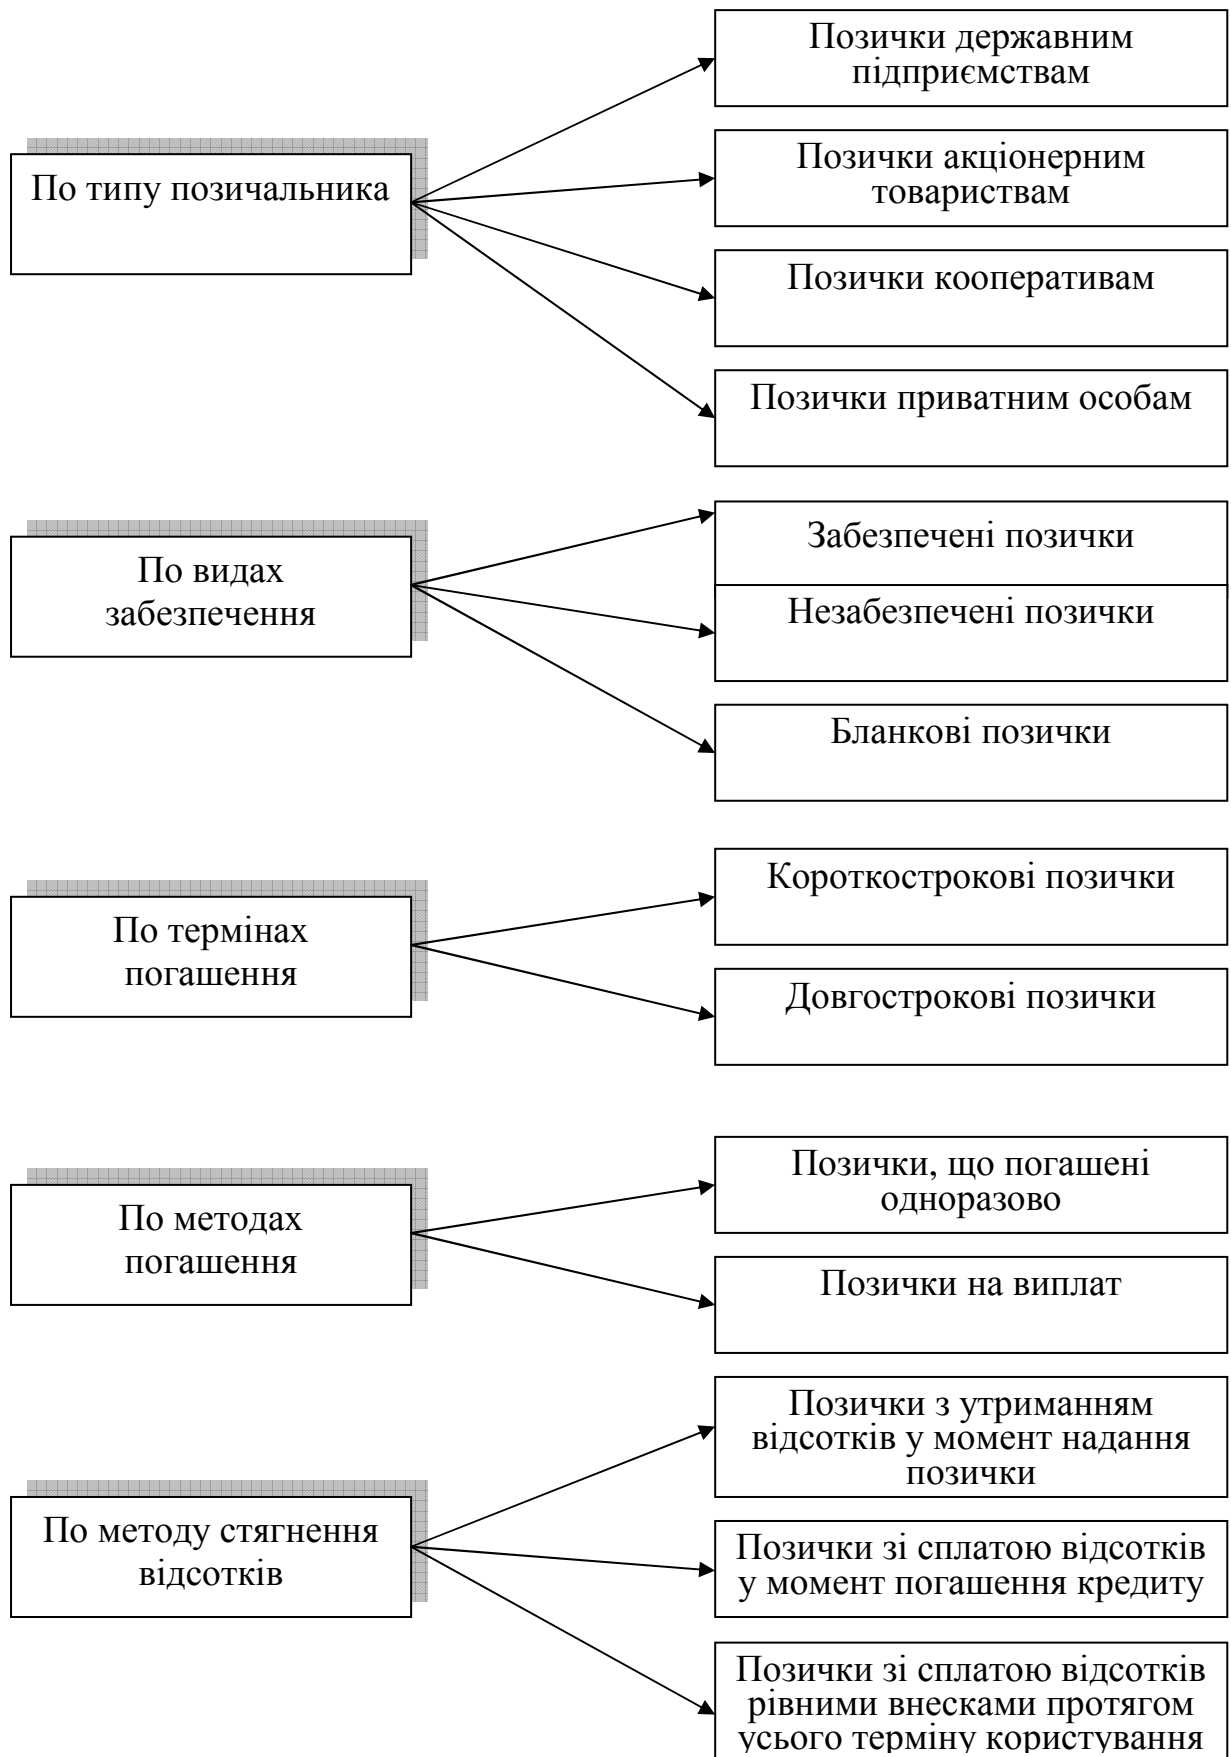 По типу позичальника
Позички державним
підприємствам
Позички акціонерним
товариствам
Позички кооперативам
Позички приватним особам
По видах
забезпечення
Забезпечені позички
Незабезпечені позички
Бланкові позички
По термінах
погашення
Короткострокові позички
Довгострокові позички
По методах
погашення
Позички, що погашені
одноразово
Позички на виплат
По методу стягнення
відсотків
Позички з утриманням
відсотків у момент надання
позички
Позички зі сплатою відсотків
у момент погашення кредиту
Позички зі сплатою відсотків
рівними внесками протягом
усього терміну користування